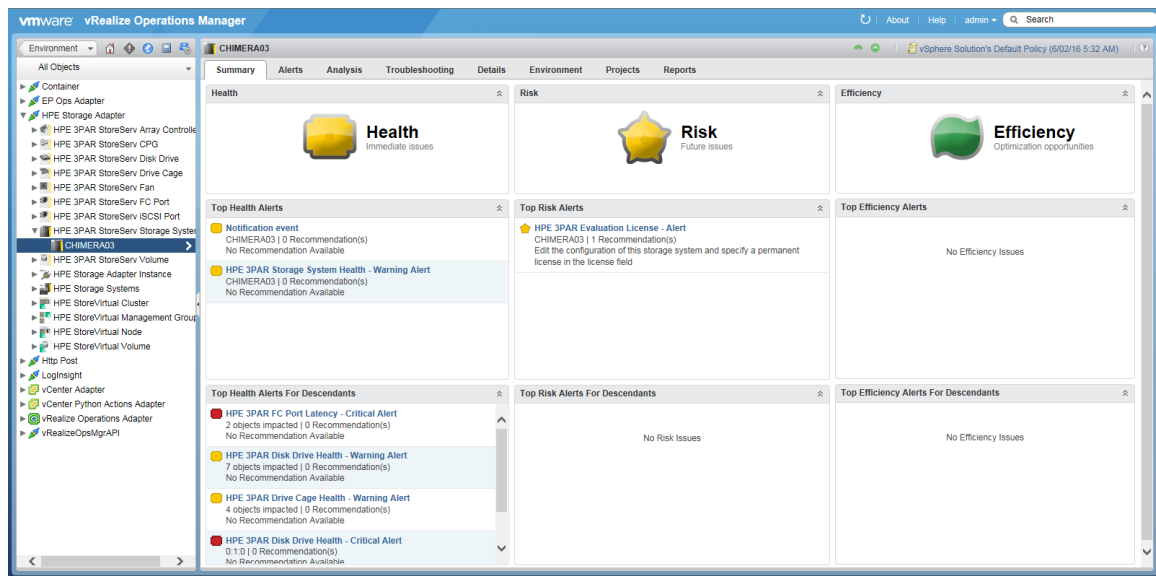 vmware vRealize Operations Manager
About Help admin Search
Environment
All Objects
Container
EP Ops Adapter
HPE Storage Adapter
HPE 3PAR StoreServ Array Controlle
HPE 3PAR StoreServ CPG
HPE 3PAR StoreServ Disk Drive
HPE 3PAR StoreServ Drive Cage
HPE 3PAR StoreServ Fan
HPE 3PAR StoreServ FC Port
HPE 3PAR StoreServ iSCSI Port
HPE 3PAR StoreServ Storage System
CHIMERA03
HPE 3PAR StoreServ Volume
HPE Storage Adapter Instance
HPE Storage Systems
HPE StoreVirtual Cluster
HPE StoreVirtual Management Group
HPE StoreVirtual Node
HPE StoreVirtual Volume
Http Post
LogInsight
vCenter Adapter
vCenter Python Actions Adapter
vRealize Operations Adapter
vRealizeOpsMgrAPI
CHIMERA03
vSphere Solution's Default Policy (6/02/16 5:32 AM)
Summary Alerts Analysis Troubleshooting Details Environment Projects Reports
Health
Health
Immediate issues
Risk
Risk
Future issues
Efficiency
Efficiency
Optimization opportunities
Top Health Alerts
Notification event
CHIMERA03 | 0 Recommendation(s)
No Recommendation Available
HPE 3PAR Storage System Health - Warning Alert
CHIMERA03 | 0 Recommendation(s)
No Recommendation Available
Top Risk Alerts
HPE 3PAR Evaluation License - Alert
CHIMERA03 | 1 Recommendation(s)
Edit the configuration of this storage system and specify a permanent
license in the license field
Top Efficiency Alerts
No Efficiency Issues
Top Health Alerts For Descendants
HPE 3PAR FC Port Latency - Critical Alert
2 objects impacted | 0 Recommendation(s)
No Recommendation Available
HPE 3PAR Disk Drive Health - Warning Alert
7 objects impacted | 0 Recommendation(s)
No Recommendation Available
HPE 3PAR Drive Cage Health - Warning Alert
4 objects impacted | 0 Recommendation(s)
No Recommendation Available
HPE 3PAR Disk Drive Health - Critical Alert
0:1:0 | 0 Recommendation(s)
No Recommendation Available
Top Risk Alerts For Descendants
No Risk Issues
Top Efficiency Alerts For Descendants
No Efficiency Issues